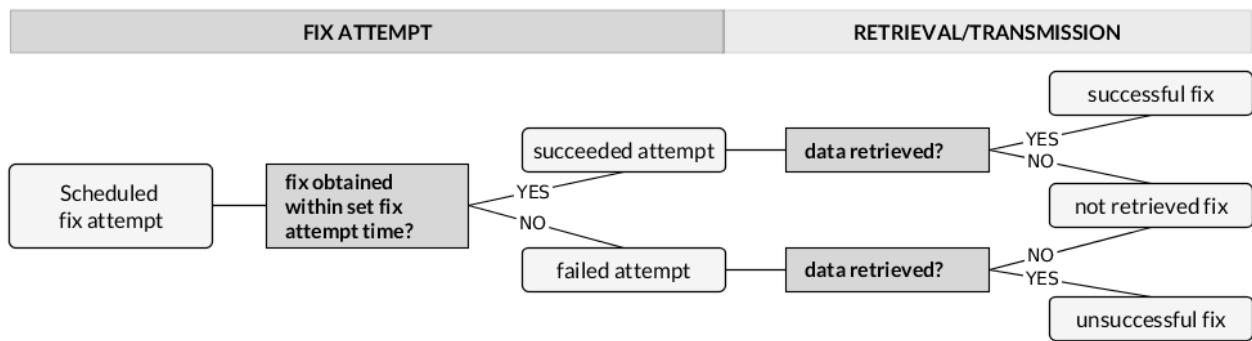 FIX ATTEMPT
RETRIEVAL/TRANSMISSION
Scheduled
fix attempt
fix obtained
within set fix
attempt time?
YES
NO
succeeded attempt
failed attempt
data retrieved?
YES
NO
data retrieved?
NO
YES
successful fix
not retrieved fix
unsuccessful fix